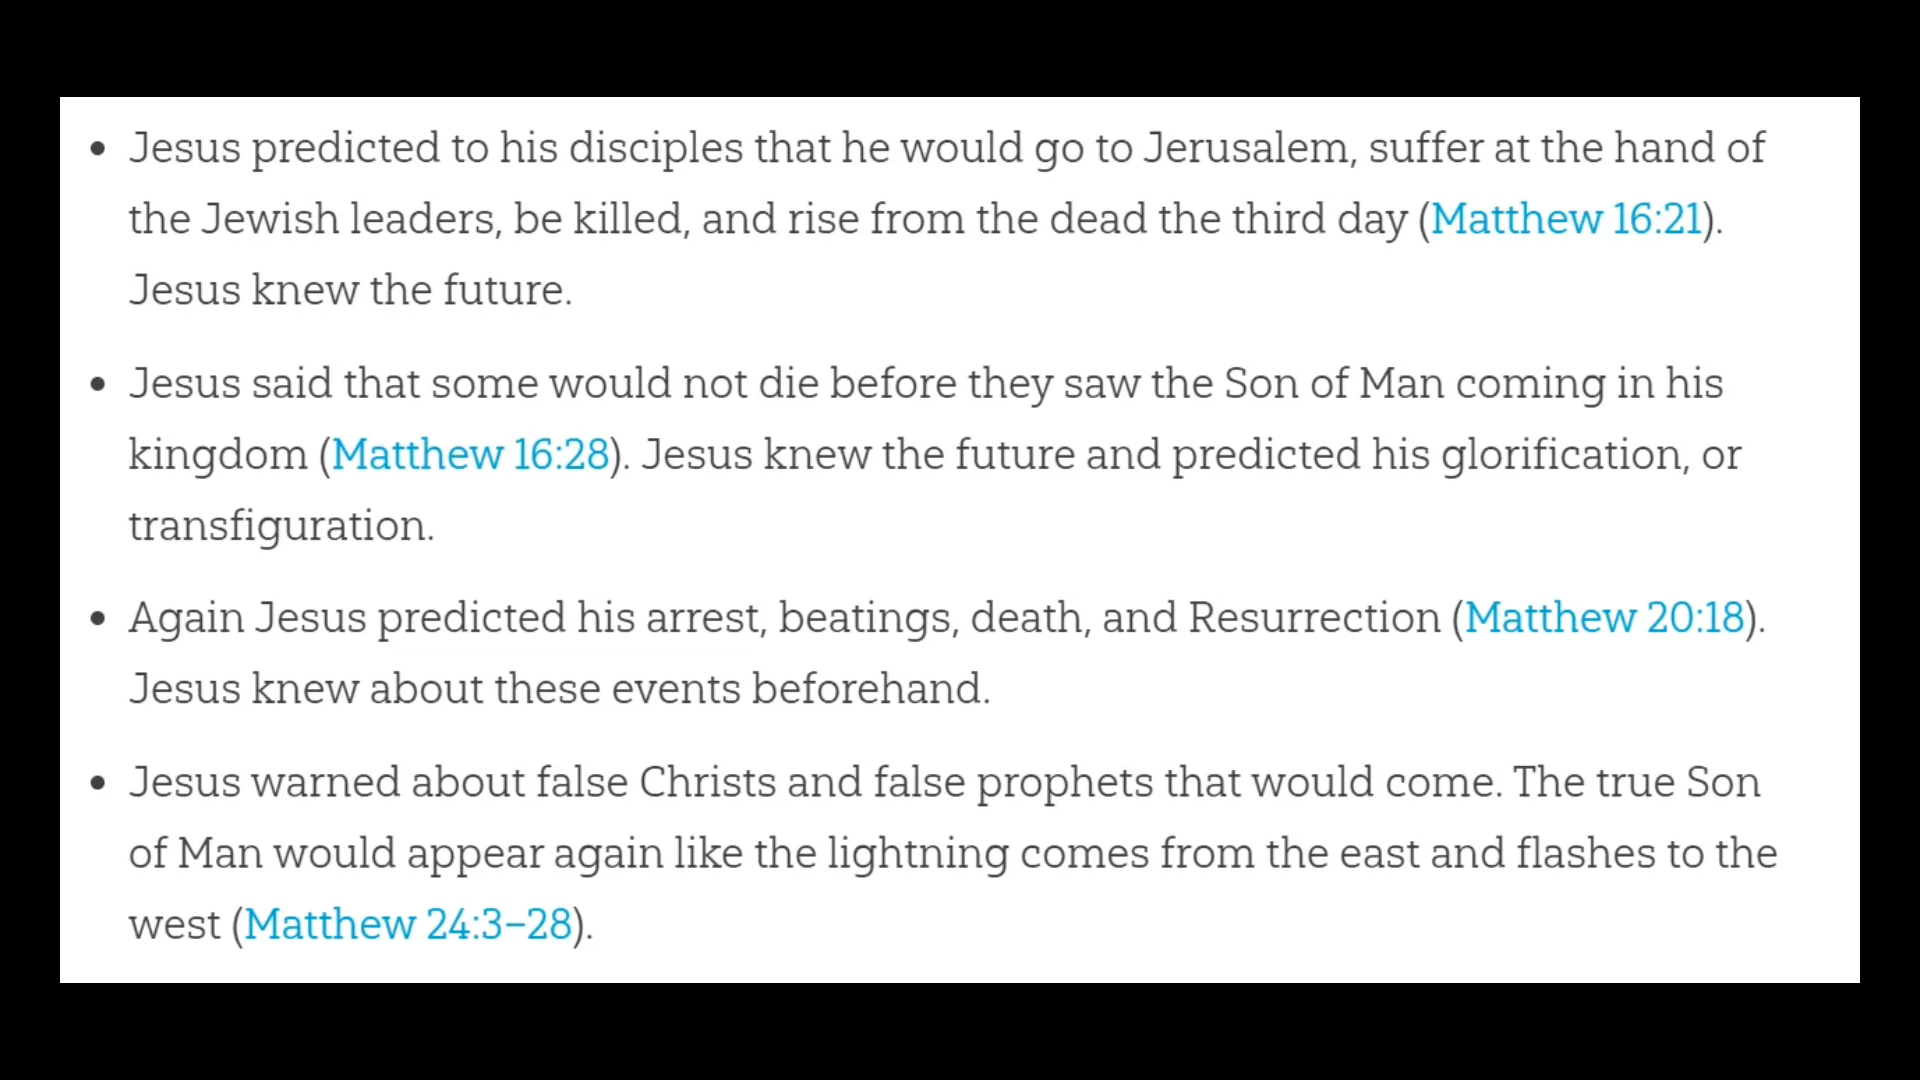 • Jesus predicted to his disciples that he would go to Jerusalem, suffer at the hand of
the Jewish leaders, be killed, and rise from the dead the third day (Matthew 16:21).
Jesus knew the future.
• Jesus said that some would not die before they saw the Son of Man coming in his
kingdom (Matthew 16:28). Jesus knew the future and predicted his glorification, or
transfiguration.
• Again Jesus predicted his arrest, beatings, death, and Resurrection (Matthew 20:18).
Jesus knew about these events beforehand.
• Jesus warned about false Christs and false prophets that would come. The true Son
of Man would appear again like the lightning comes from the east and flashes to the
west (Matthew 24:3–28).